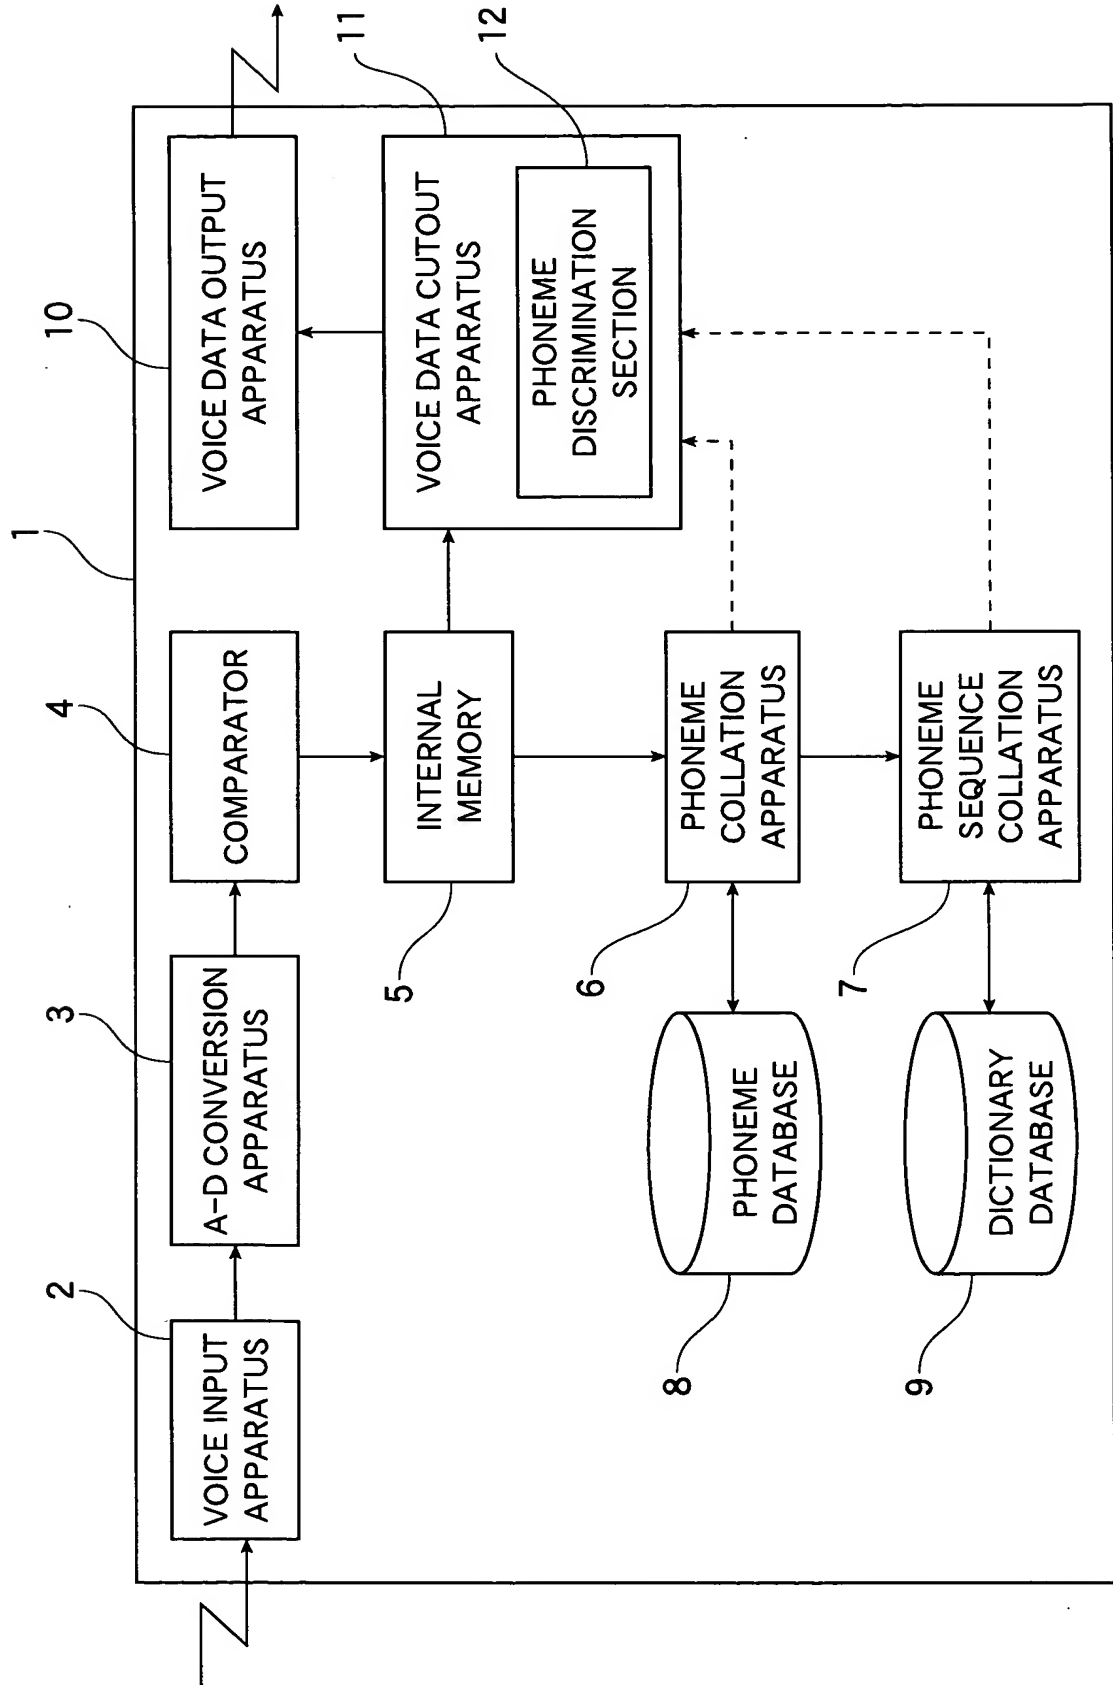 1
2
VOICE INPUT
APPARATUS
3
A-D CONVERSION
APPARATUS
4
COMPARATOR
10
VOICE DATA OUTPUT
APPARATUS
5
INTERNAL
MEMORY
11
VOICE DATA CUTOUT
APPARATUS
12
PHONEME
DISCRIMINATION
SECTION
8
PHONEME
DATABASE
6
PHONEME
COLLATION
APPARATUS
9
DICTIONARY
DATABASE
7
PHONEME
SEQUENCE
COLLATION
APPARATUS